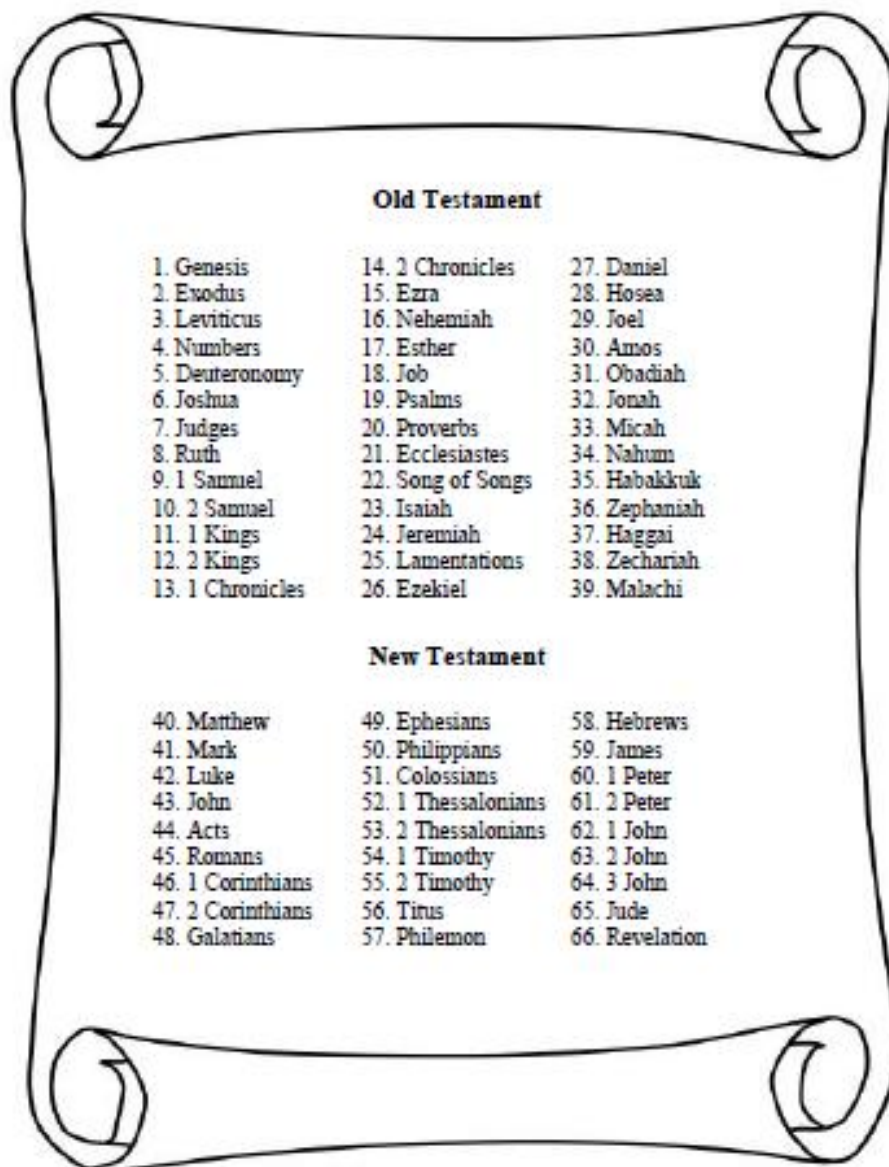 Old Testament
1. Genesis
2. Exodus
3. Leviticus
4. Numbers
5. Deuteronomy
6. Joshua
7. Judges
8. Ruth
9. 1 Samuel
10. 2 Samuel
11. 1 Kings
12. 2 Kings
13. 1 Chronicles
14. 2 Chronicles
15. Ezra
16. Nehemiah
17. Esther
18. Job
19. Psalms
20. Proverbs
21. Ecclesiastes
22. Song of Songs
23. Isaiah
24. Jeremiah
25. Lamentations
26. Ezekiel
27. Daniel
28. Hosea
29. Joel
30. Amos
31. Obadiah
32. Jonah
33. Micah
34. Nahum
35. Habakkuk
36. Zephaniah
37. Haggai
38. Zechariah
39. Malachi
New Testament
40. Matthew
41. Mark
42. Luke
43. John
44. Acts
45. Romans
46. 1 Corinthians
47. 2 Corinthians
48. Galatians
49. Ephesians
50. Philippians
51. Colossians
52. 1 Thessalonians
53. 2 Thessalonians
54. 1 Timothy
55. 2 Timothy
56. Titus
57. Philemon
58. Hebrews
59. James
60. 1 Peter
61. 2 Peter
62. 1 John
63. 2 John
64. 3 John
65. Jude
66. Revelation